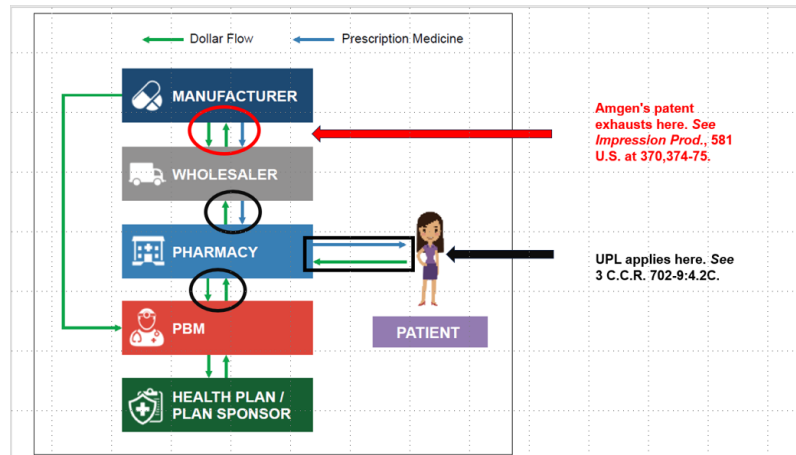 Dollar Flow
Prescription Medicine
MANUFACTURER
Amgen's patent
exhausts here. See
Impression Prod., 581
U.S. at 370,374-75.
WHOLESALER
PHARMACY
UPL applies here. See
3 C.C.R. 702-9:4.2C.
PBM
PATIENT
HEALTH PLAN /
PLAN SPONSOR